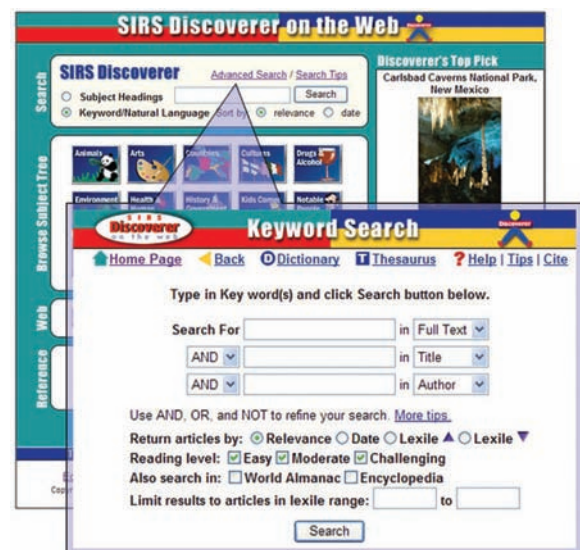 SIRS Discoverer on the Web
Search
SIRS Discoverer
Advanced Search / Search Tips
Subject Headings
Search
Keyword/Natural Language Sort by relevance date
Discoverer's Top Pick
Carlsbad Caverns National Park,
New Mexico
Browse Subject Tree
Animals
Arts
Countries
Cultures
Drugs
Alcohol
Environment
Health &
History &
Kids
Notable
Web
Reference
SIRS
Discoverer
on the web
Keyword Search
Discoverer
Home Page
Back
Dictionary
Thesaurus
Help | Tips | Cite
Type in Key word(s) and click Search button below.
Search For in Full Text
AND in Title
AND in Author
Use AND, OR, and NOT to refine your search. More tips.
Return articles by: Relevance Date Lexile Lexile
Reading level: Easy Moderate Challenging
Also search in: World Almanac Encyclopedia
Limit results to articles in lexile range: to
Search